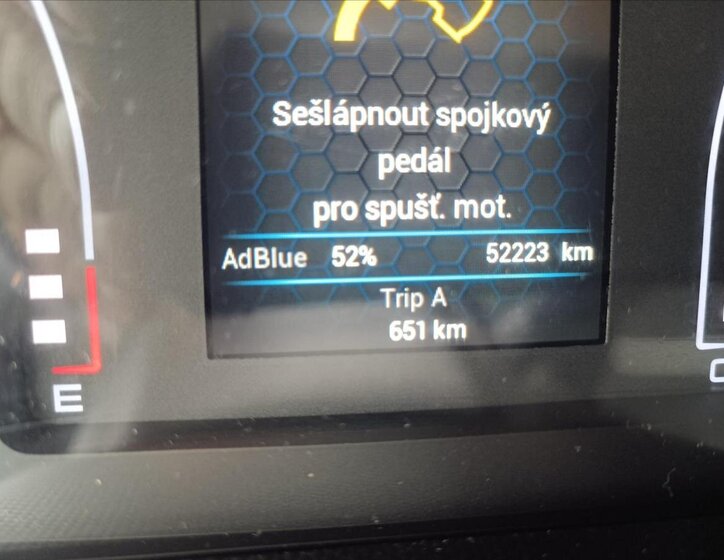 Sešlápnout spojkový
pedál
pro spušť. mot.
AdBlue 52% 52223 km
Trip A
651 km
E